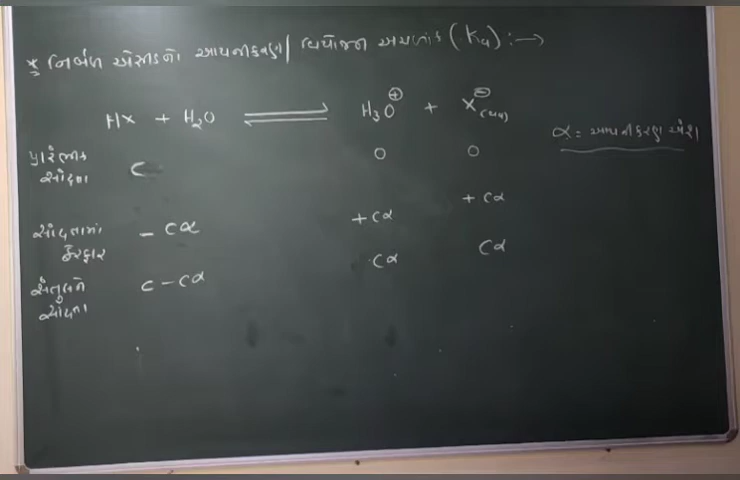 * નિર્બળ એસિડનો આયનીકરણ / વિયોજન અચળાંક (Ka) :→
HX + H₂O ⇌ H₃O⊕ + X⊖(aq)
α = આયનીકરણ અંશ
પ્રારંભિક સાંદ્રતા C 0 0
સાંદ્રતામાં ફેરફાર - Cα +Cα + Cα
સંતુલને સાંદ્રતા C - Cα Cα Cα